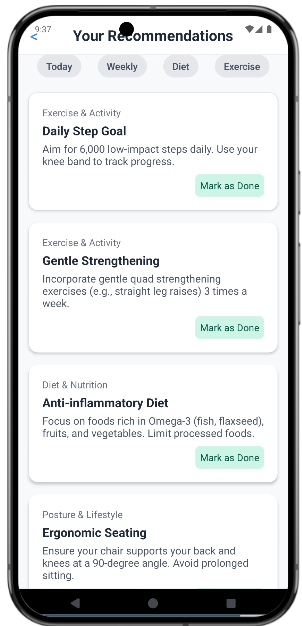 9:37
< Your Recommendations
Today Weekly Diet Exercise
Exercise & Activity
Daily Step Goal
Aim for 6,000 low-impact steps daily. Use your
knee band to track progress.
Mark as Done
Exercise & Activity
Gentle Strengthening
Incorporate gentle quad strengthening
exercises (e.g., straight leg raises) 3 times a
week.
Mark as Done
Diet & Nutrition
Anti-inflammatory Diet
Focus on foods rich in Omega-3 (fish, flaxseed),
fruits, and vegetables. Limit processed foods.
Mark as Done
Posture & Lifestyle
Ergonomic Seating
Ensure your chair supports your back and
knees at a 90-degree angle. Avoid prolonged
sitting.